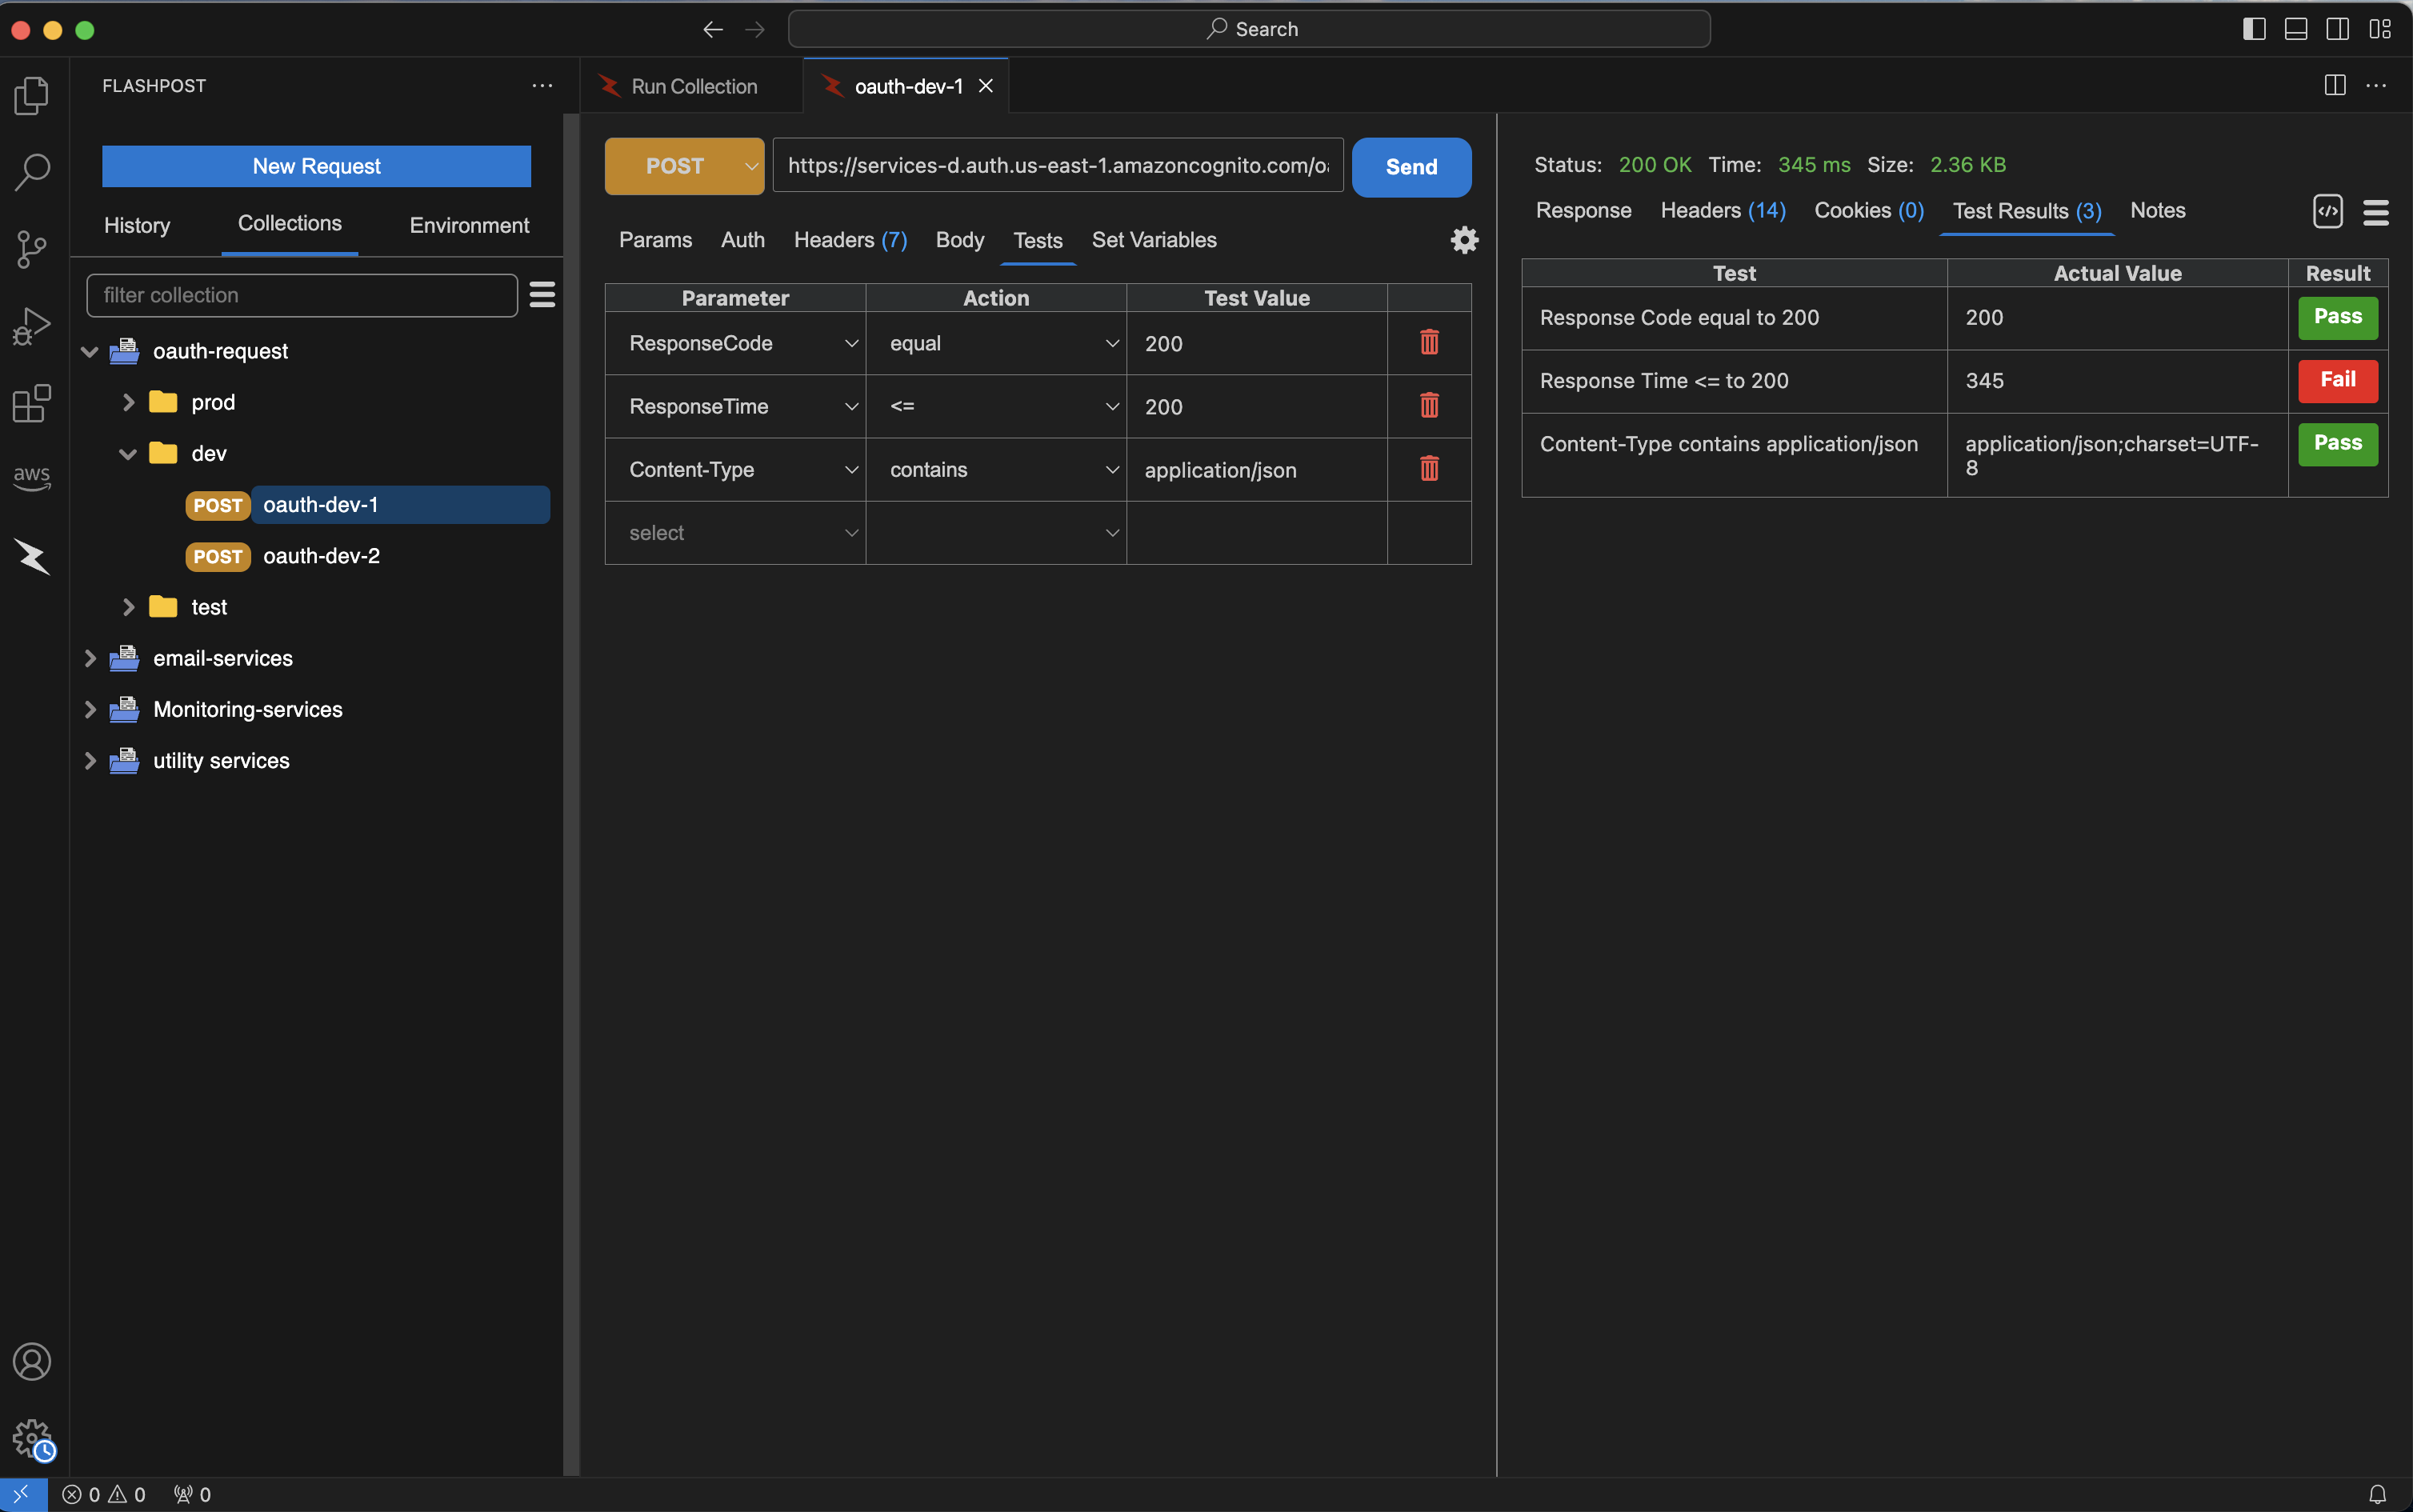 Search
FLASHPOST
New Request
History Collections Environment
filter collection
oauth-request
prod
dev
POST oauth-dev-1
POST oauth-dev-2
test
email-services
Monitoring-services
utility services
aws
Run Collection oauth-dev-1
POST https://services-d.auth.us-east-1.amazoncognito.com/o Send
Params Auth Headers (7) Body Tests Set Variables
Parameter Action Test Value
ResponseCode equal 200
ResponseTime <= 200
Content-Type contains application/json
select
Status: 200 OK Time: 345 ms Size: 2.36 KB
Response Headers (14) Cookies (0) Test Results (3) Notes
Test Actual Value Result
Response Code equal to 200 200 Pass
Response Time <= to 200 345 Fail
Content-Type contains application/json application/json;charset=UTF-
8 Pass
0 0 0